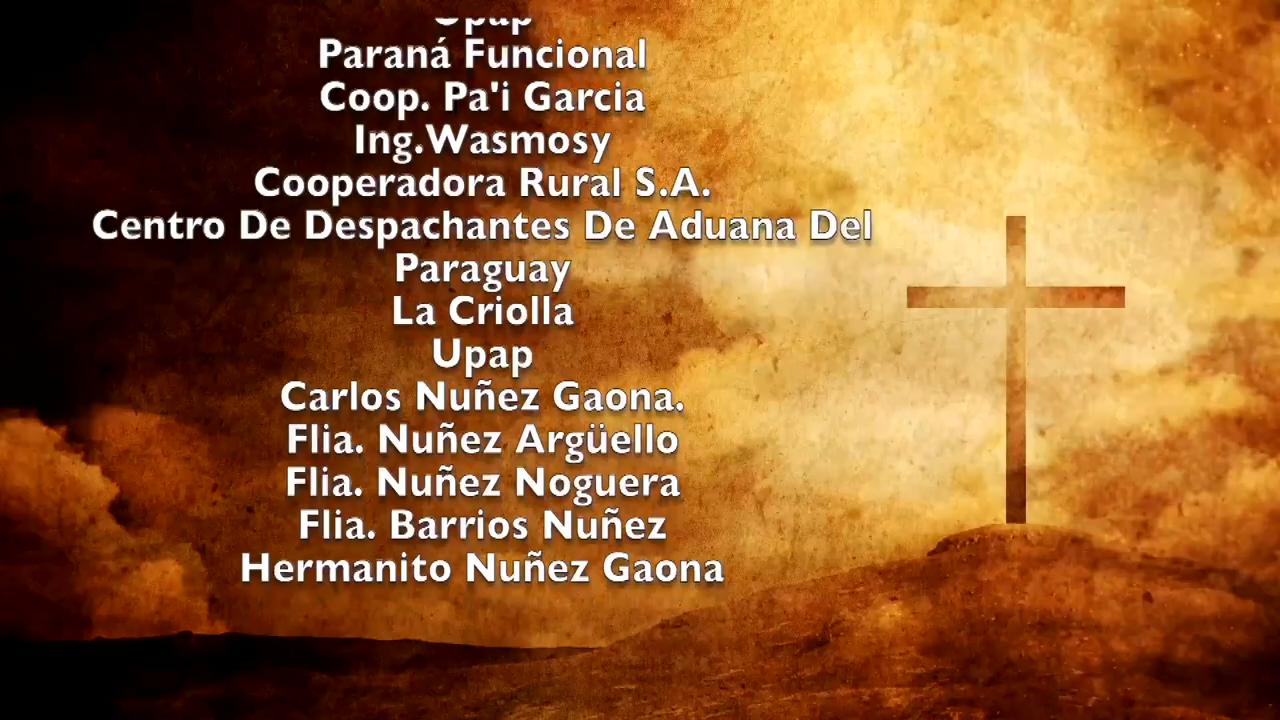 Upap
Paraná Funcional
Coop. Pa'i Garcia
Ing.Wasmosy
Cooperadora Rural S.A.
Centro De Despachantes De Aduana Del
Paraguay
La Criolla
Upap
Carlos Nuñez Gaona.
Flia. Nuñez Argüello
Flia. Nuñez Noguera
Flia. Barrios Nuñez
Hermanito Nuñez Gaona